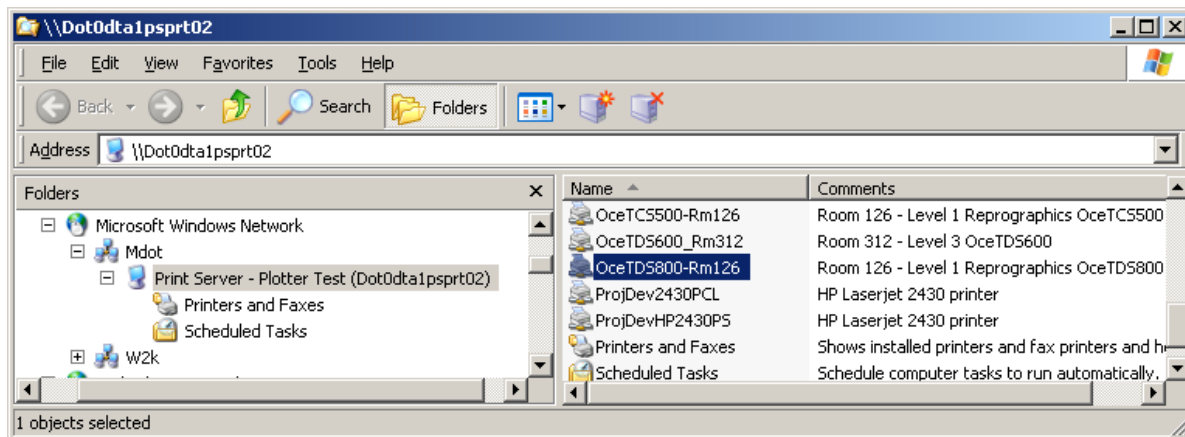 \\Dot0dta1psprt02
File Edit View Favorites Tools Help
Back Search Folders
Address \\Dot0dta1psprt02
Folders x
Microsoft Windows Network
Mdot
Print Server - Plotter Test (Dot0dta1psprt02)
Printers and Faxes
Scheduled Tasks
W2k
Name Comments
OceTCS500-Rm126 Room 126 - Level 1 Reprographics OceTCS500
OceTDS600_Rm312 Room 312 - Level 3 OceTDS600
OceTDS800-Rm126 Room 126 - Level 1 Reprographics OceTDS800
ProjDev2430PCL HP Laserjet 2430 printer
ProjDevHP2430PS HP Laserjet 2430 printer
Printers and Faxes Shows installed printers and fax printers and
Scheduled Tasks Schedule computer tasks to run automatically.
1 objects selected